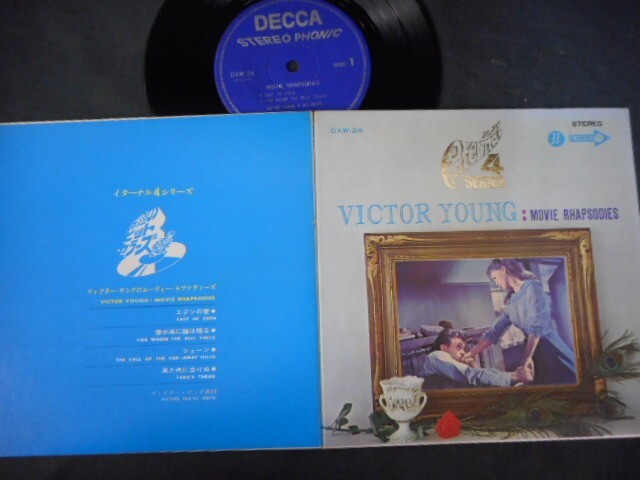 DECCA
STEREO PHONIC
SIDE 1
MOVIE RHAPSODIES
イターナル4シリーズ
ヴィクター・ヤングのムーヴィー・ラプソディーズ
VICTOR YOUNG: MOVIE RHAPSODIES
エデンの東
EAST OF EDEN
誰が為に鐘は鳴る
FOR WHOM THE BELL TOLLS
シェーン
THE CALL OF THE FAR-AWAY HILLS
風と共に去りぬ
TARA'S THEME
DXW-24
STEREO
Eternal
4
SERIES
VICTOR YOUNG : MOVIE RHAPSODIES